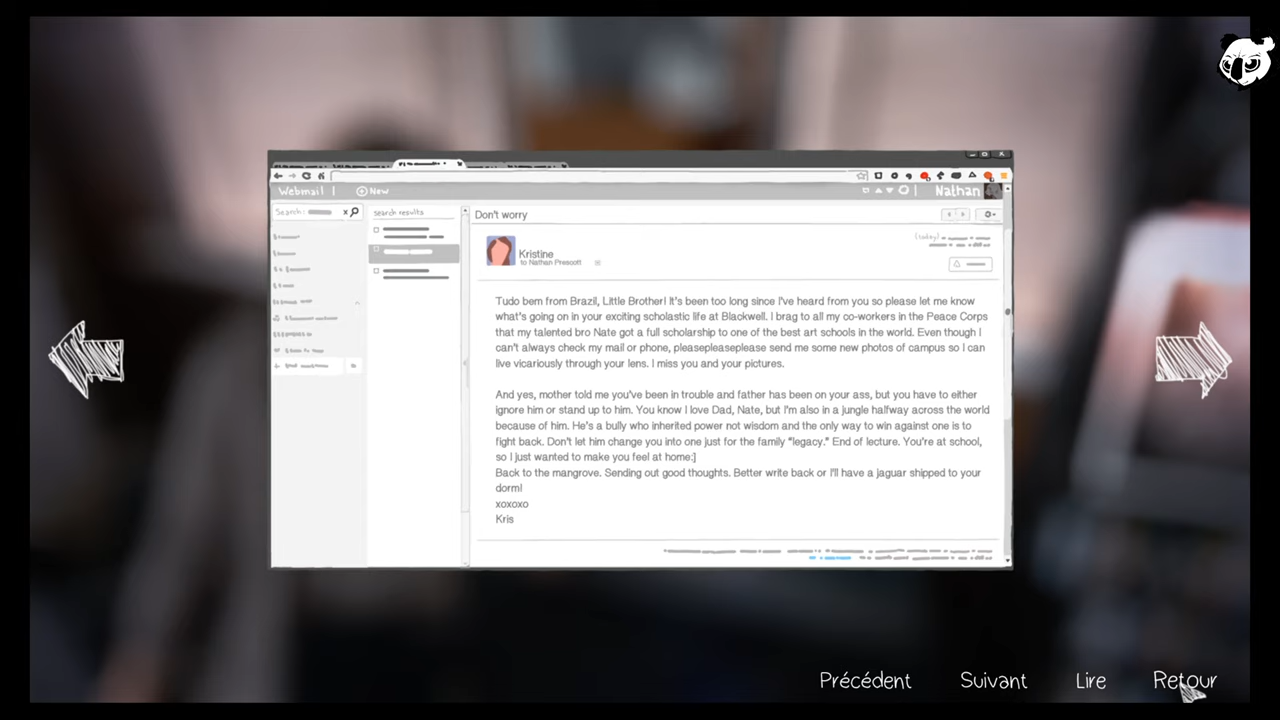 Webmail |
New
Nathan
Search:
x
search results
Don't worry
(today)
Kristine
to Nathan Prescott
Tudo bem from Brazil, Little Brother! It's been too long since I've heard from you so please let me know
what's going on in your exciting scholastic life at Blackwell. I brag to all my co-workers in the Peace Corps
that my talented bro Nate got a full scholarship to one of the best art schools in the world. Even though I
can't always check my mail or phone, pleasepleaseplease send me some new photos of campus so I can
live vicariously through your lens. I miss you and your pictures.
And yes, mother told me you've been in trouble and father has been on your ass, but you have to either
ignore him or stand up to him. You know I love Dad, Nate, but I'm also in a jungle halfway across the world
because of him. He's a bully who inherited power not wisdom and the only way to win against one is to
fight back. Don't let him change you into one just for the family "legacy." End of lecture. You're at school,
so I just wanted to make you feel at home:]
Back to the mangrove. Sending out good thoughts. Better write back or I'll have a jaguar shipped to your
dorm!
xoxoxo
Kris
Précédent
Suivant
Lire
Retour